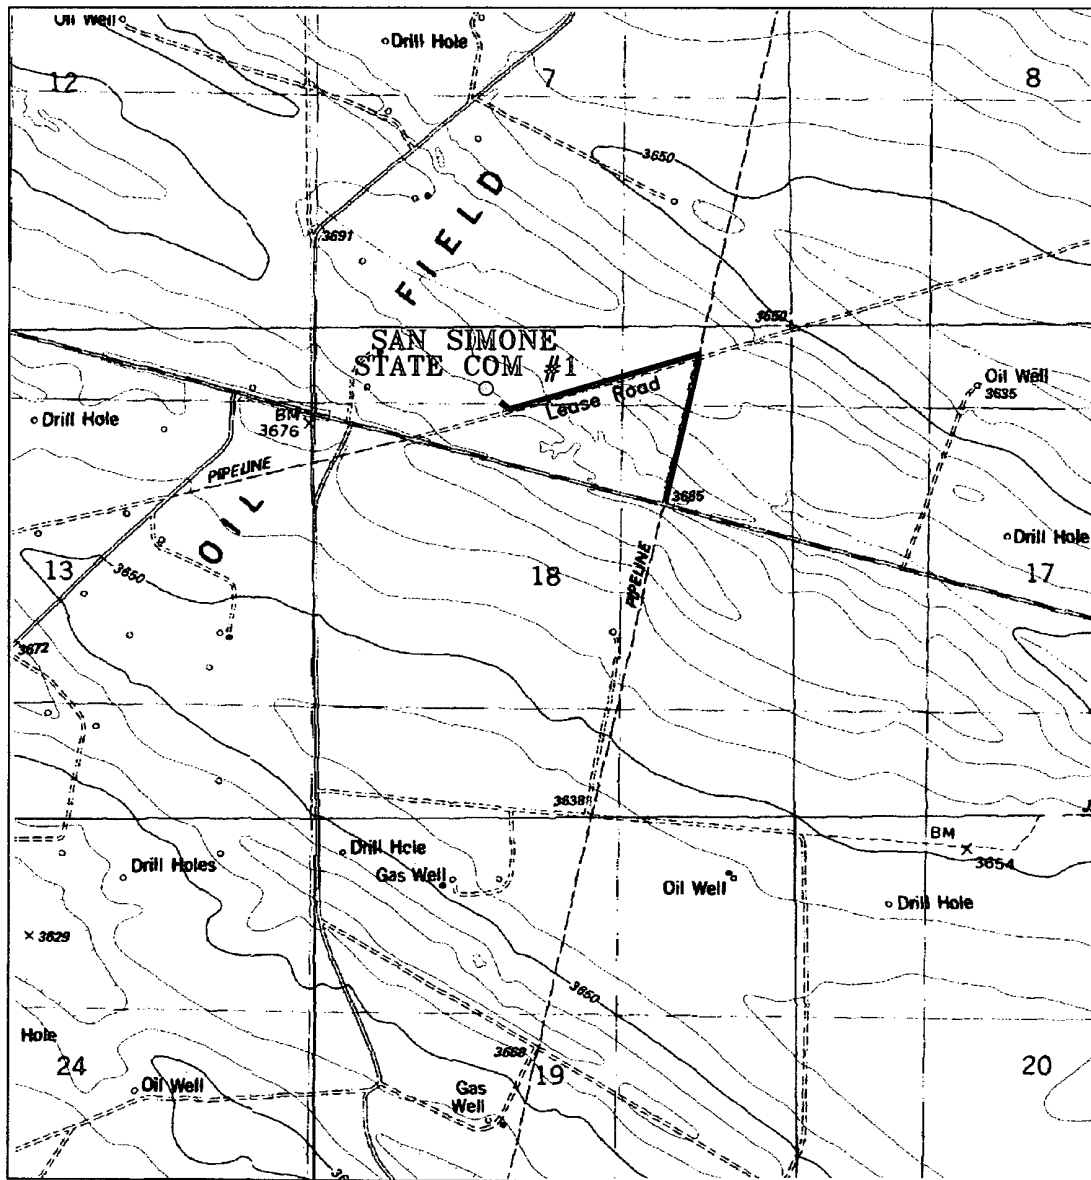 Oil Well
Drill Hole
12
7
8
3650
FIELD
3691
3650
SAN SIMONE
STATE COM #1
Lease Road
Oil Well
3635
Drill Hole
BM
3676
PIPELINE
OIL
3685
Drill Hole
13
3650
18
PIPELINE
17
3672
3638
BM
3654
Drill Hole
Drill Holes
Gas Well
Oil Well
Drill Hole
3629
3650
Hole
24
3668
19
20
Oil Well
Gas
Well